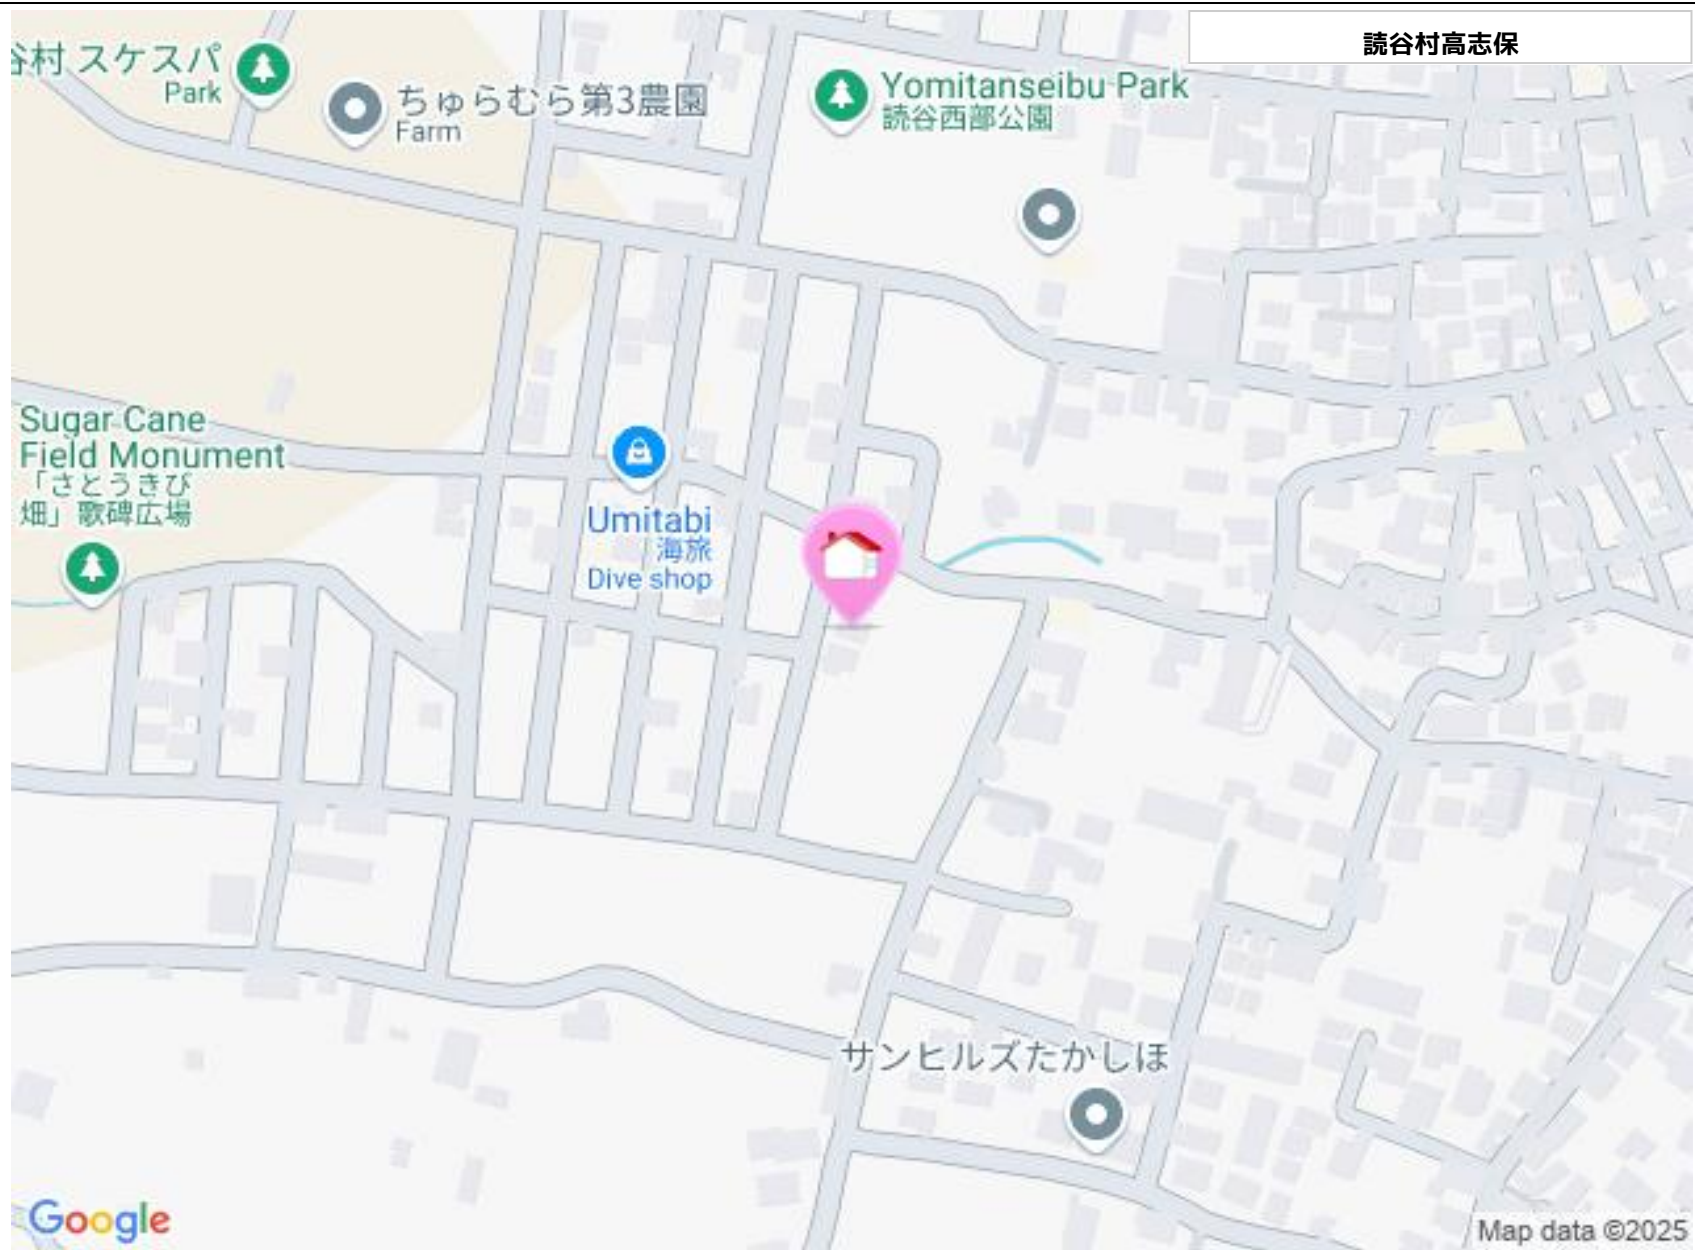 読谷村高志保
谷村 スケスパ
Park
ちゅらむら第3農園
Farm
Yomitanseibu Park
読谷西部公園
Sugar Cane
Field Monument
「さとうきび
畑」歌碑広場
Umitabi
海旅
Dive shop
サンヒルズたかしほ
Google
Map data ©2025